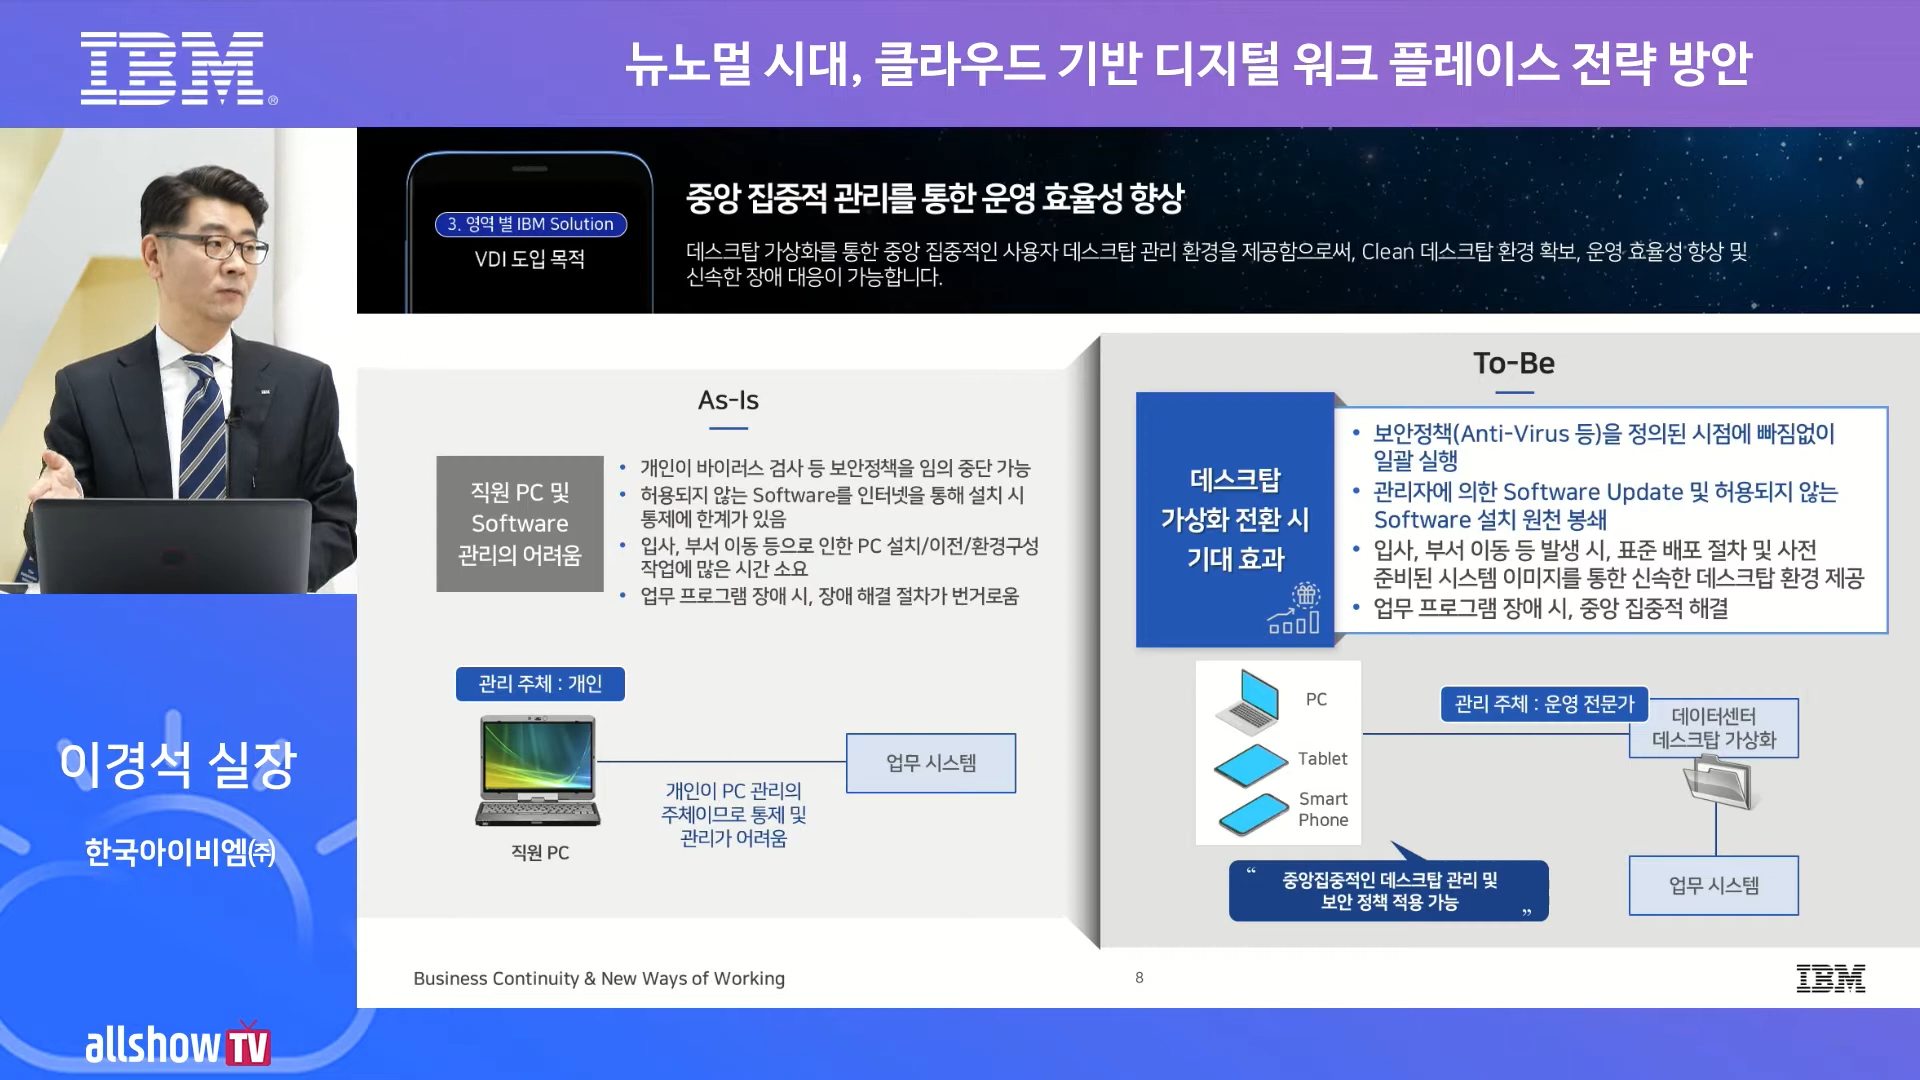 IBM®
뉴노멀 시대, 클라우드 기반 디지털 워크 플레이스 전략 방안
3. 영역 별 IBM Solution
VDI 도입 목적
중앙 집중적 관리를 통한 운영 효율성 향상
데스크탑 가상화를 통한 중앙 집중적인 사용자 데스크탑 관리 환경을 제공함으로써, Clean 데스크탑 환경 확보, 운영 효율성 향상 및
신속한 장애 대응이 가능합니다.
As-Is
직원 PC 및
Software
관리의 어려움
• 개인이 바이러스 검사 등 보안정책을 임의 중단 가능
• 허용되지 않는 Software를 인터넷을 통해 설치 시
통제에 한계가 있음
• 입사, 부서 이동 등으로 인한 PC 설치/이전/환경구성
작업에 많은 시간 소요
• 업무 프로그램 장애 시, 장애 해결 절차가 번거로움
관리 주체 : 개인
업무 시스템
개인이 PC 관리의
주체이므로 통제 및
관리가 어려움
직원 PC
To-Be
데스크탑
가상화 전환 시
기대 효과
• 보안정책(Anti-Virus 등)을 정의된 시점에 빠짐없이
일괄 실행
• 관리자에 의한 Software Update 및 허용되지 않는
Software 설치 원천 봉쇄
• 입사, 부서 이동 등 발생 시, 표준 배포 절차 및 사전
준비된 시스템 이미지를 통한 신속한 데스크탑 환경 제공
• 업무 프로그램 장애 시, 중앙 집중적 해결
PC
Tablet
Smart
Phone
관리 주체 : 운영 전문가
데이터센터
데스크탑 가상화
업무 시스템
“ 중앙집중적인 데스크탑 관리 및
보안 정책 적용 가능 ”
Business Continuity & New Ways of Working
8
IBM
이경석 실장
한국아이비엠㈜
allshow TV